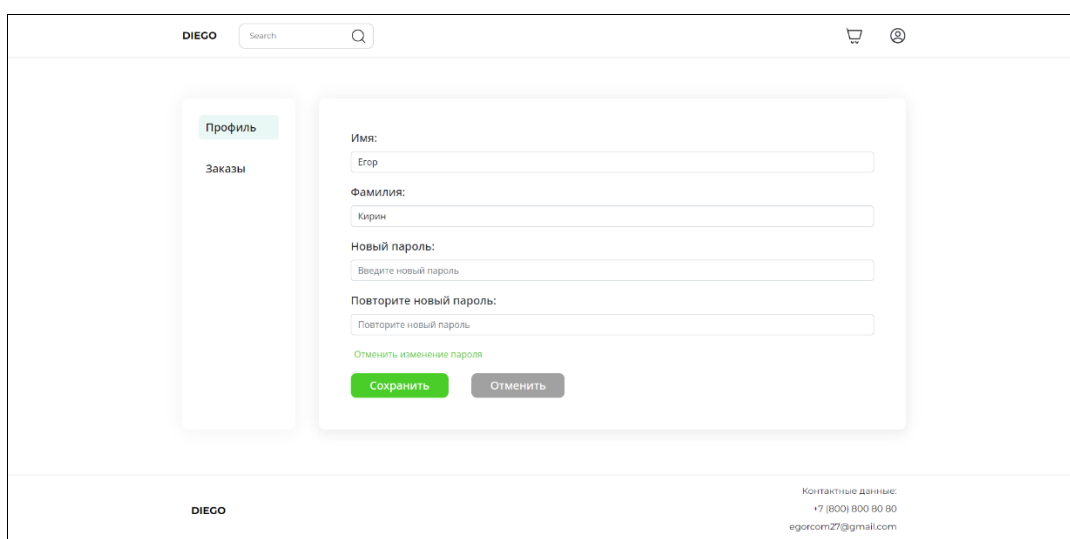 DIEGO
Search
Профиль
Заказы
Имя:
Егор
Фамилия:
Кирин
Новый пароль:
Введите новый пароль
Повторите новый пароль:
Повторите новый пароль
Отменить изменение пароля
Сохранить
Отменить
DIEGO
Контактные данные:
+7 (800) 800 80 80
egorcom27@gmail.com